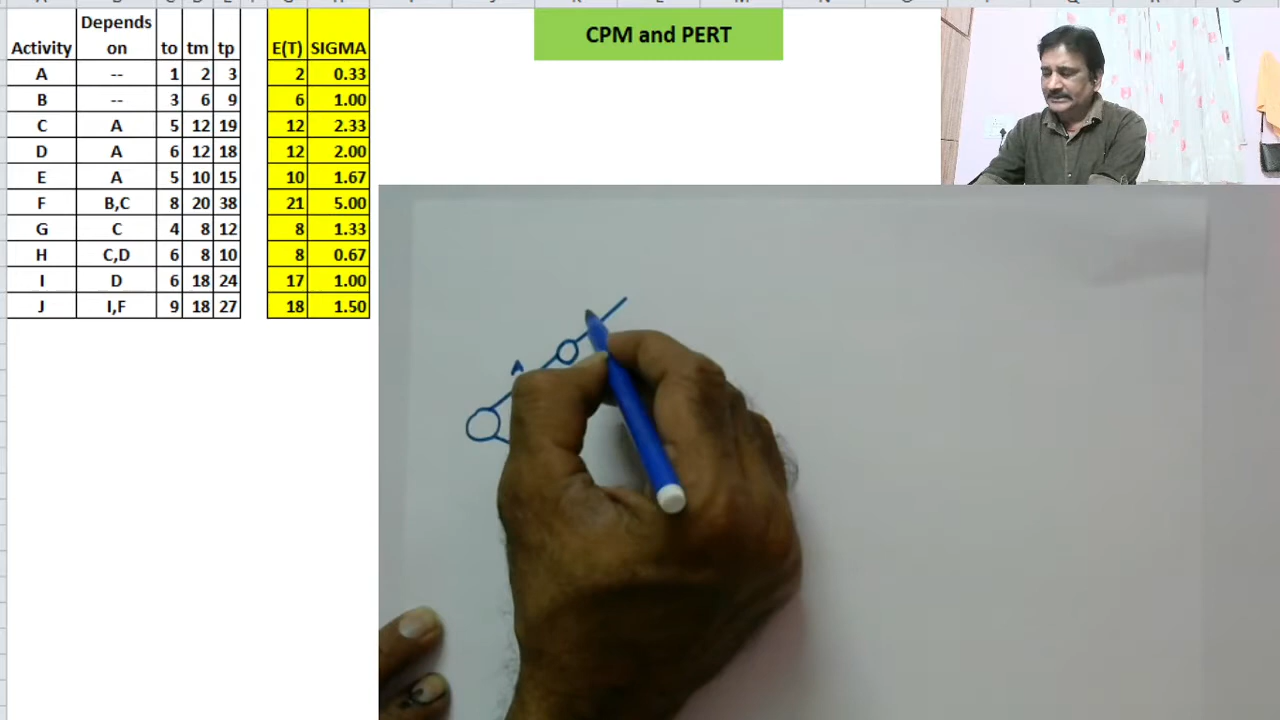 CPM and PERT
Activity Depends on to tm tp E(T) SIGMA
A -- 1 2 3 2 0.33
B -- 3 6 9 6 1.00
C A 5 12 19 12 2.33
D A 6 12 18 12 2.00
E A 5 10 15 10 1.67
F B,C 8 20 38 21 5.00
G C 4 8 12 8 1.33
H C,D 6 8 10 8 0.67
I D 6 18 24 17 1.00
J I,F 9 18 27 18 1.50
A